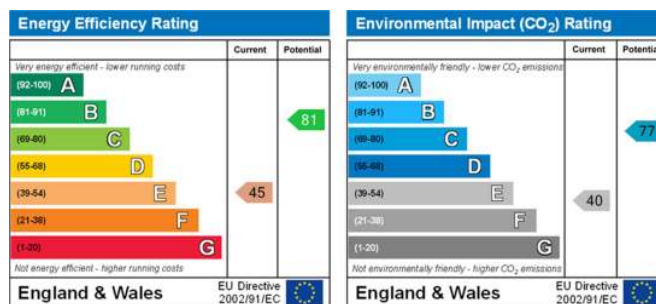 Energy Efficiency Rating
Current Potential
Very energy efficient - lower running costs
(92-100) A
(81-91) B
81
(69-80) C
(55-68) D
(39-54) E
45
(21-38) F
(1-20) G
Not energy efficient - higher running costs
England & Wales
EU Directive
2002/91/EC
Environmental Impact (CO₂) Rating
Current Potential
Very environmentally friendly - lower CO₂ emissions
(92-100) A
(81-91) B
(69-80) C
77
(55-68) D
(39-54) E
40
(21-38) F
(1-20) G
Not environmentally friendly - higher CO₂ emissions
England & Wales
EU Directive
2002/91/EC